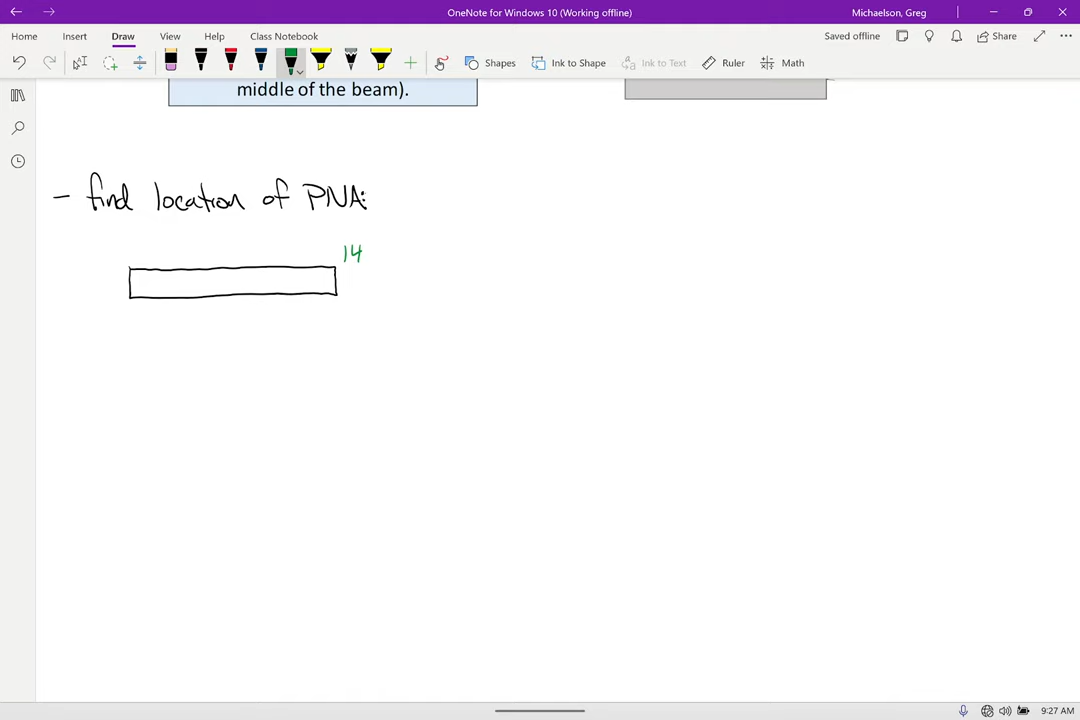 OneNote for Windows 10 (Working offline)
Michaelson, Greg
Home Insert Draw View Help Class Notebook
Saved offline
Share
Shapes
Ink to Shape
Ink to Text
Ruler
Math
middle of the beam).
- find location of PNA:
14
9:27 AM